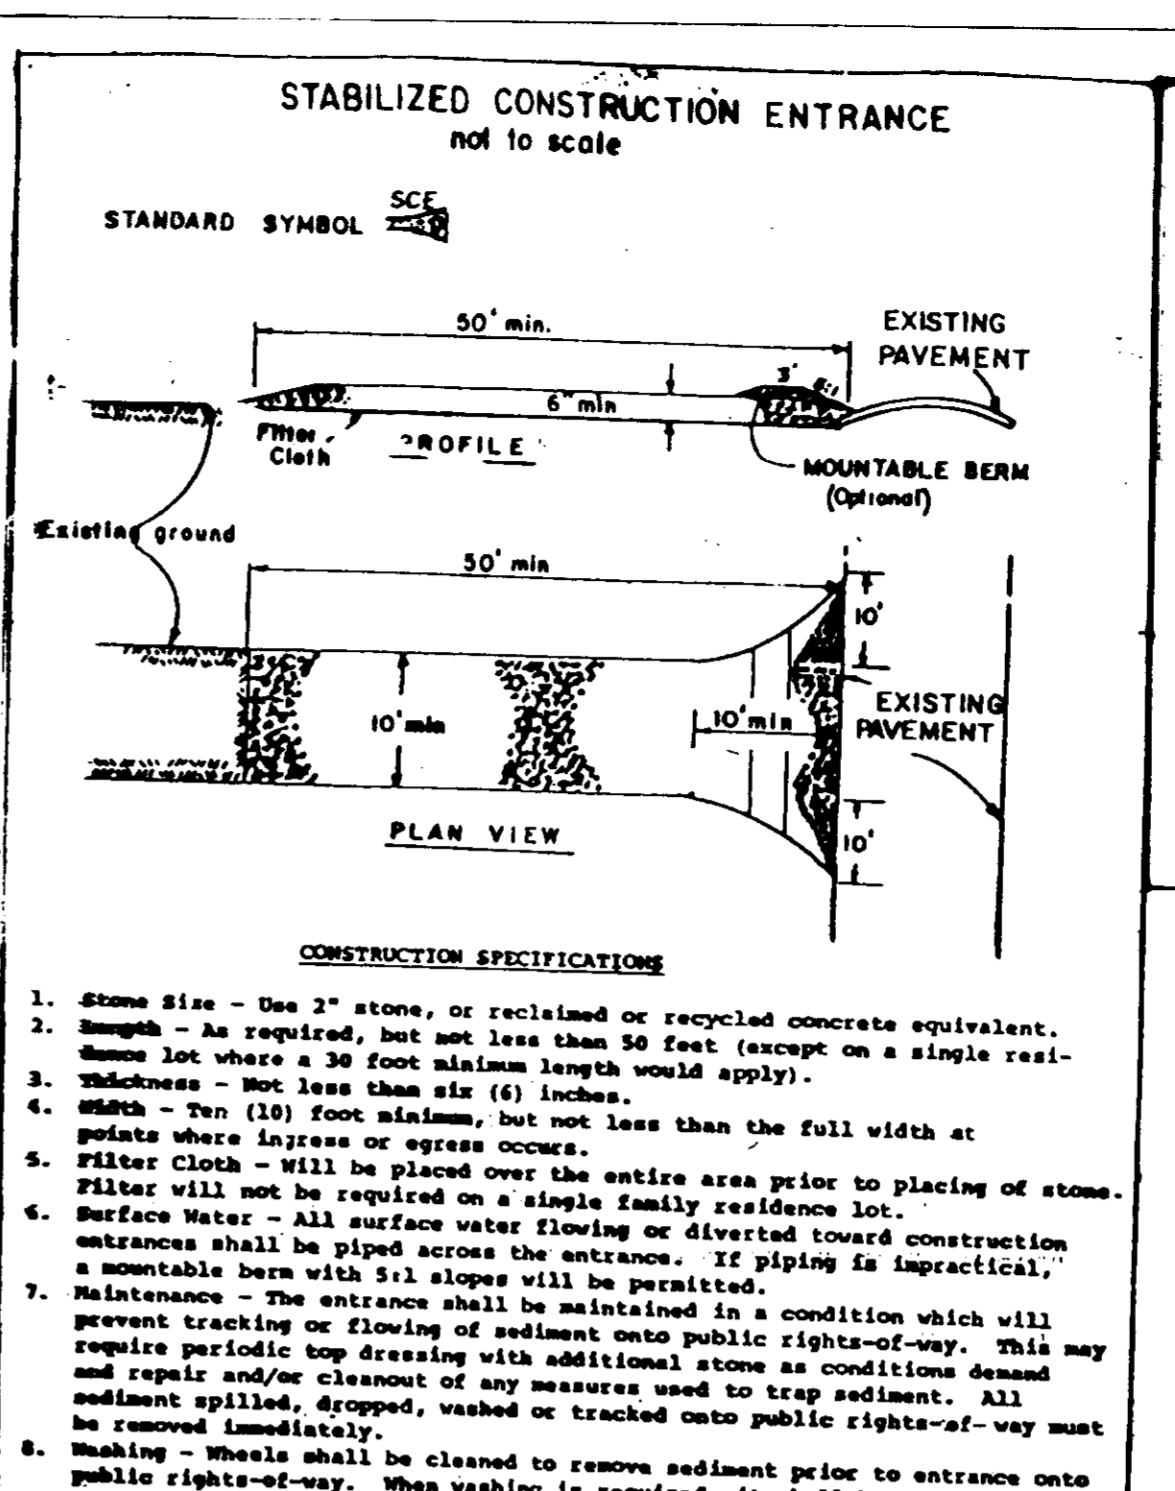 STABILIZED CONSTRUCTION ENTRANCE
not to scale
SCE
STANDARD SYMBOL
50' min.
EXISTING
PAVEMENT
3'
6" min
Filter
Cloth
PROFILE
MOUNTABLE BERM
(Optional)
Existing ground
50' min
10'
10' min
10' min
EXISTING
PAVEMENT
10'
PLAN VIEW
CONSTRUCTION SPECIFICATIONS
1. Stone Size - Use 2" stone, or reclaimed or recycled concrete equivalent.
2. Length - As required, but not less than 50 feet (except on a single resi-
dence lot where a 30 foot minimum length would apply).
3. Thickness - Not less than six (6) inches.
4. Width - Ten (10) foot minimum, but not less than the full width at
points where ingress or egress occurs.
5. Filter Cloth - Will be placed over the entire area prior to placing of stone.
Filter will not be required on a single family residence lot.
6. Surface Water - All surface water flowing or diverted toward construction
entrances shall be piped across the entrance. If piping is impractical,
a mountable berm with 5:1 slopes will be permitted.
7. Maintenance - The entrance shall be maintained in a condition which will
prevent tracking or flowing of sediment onto public rights-of-way. This may
require periodic top dressing with additional stone as conditions demand
and repair and/or cleanout of any measures used to trap sediment. All
sediment spilled, dropped, washed or tracked onto public rights-of-way must
be removed immediately.
8. Washing - Wheels shall be cleaned to remove sediment prior to entrance onto
public rights-of-way. When washing is required,